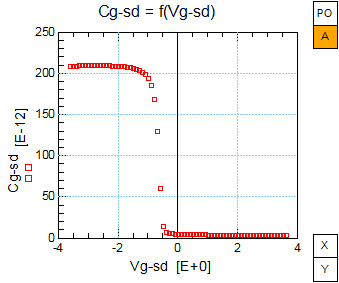 Cg-sd = f(Vg-sd)
PO
A
250
200
150
100
50
0
Cg-sd [E-12]
-4 -2 0 2 4
Vg-sd [E+0]
X
Y